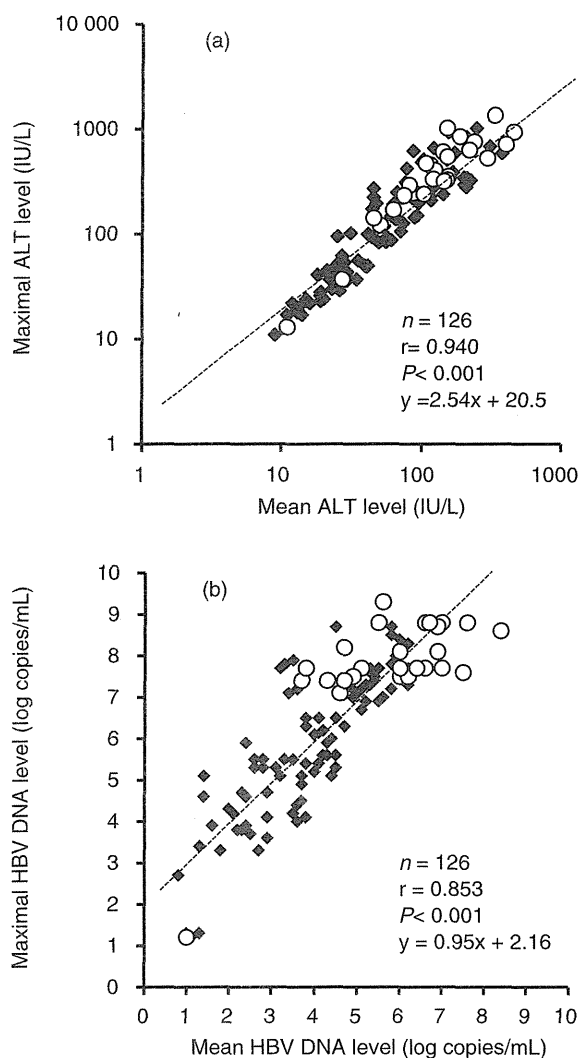 (a)
10 000
1000
100
10
1
Maximal ALT level (IU/L)
n = 126
r= 0.940
P< 0.001
y =2.54x + 20.5
1 10 100 1000
Mean ALT level (IU/L)
(b)
10
9
8
7
6
5
4
3
2
1
0
Maximal HBV DNA level (log copies/mL)
n = 126
r = 0.853
P< 0.001
y = 0.95x + 2.16
0 1 2 3 4 5 6 7 8 9 10
Mean HBV DNA level (log copies/mL)